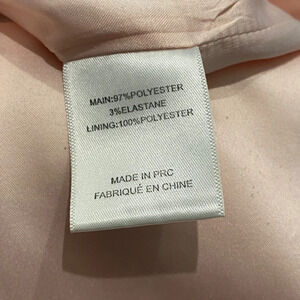 MAIN:97%POLYESTER
3%ELASTANE
LINING:100%POLYESTER
MADE IN PRC
FABRIQUÉ EN CHINE